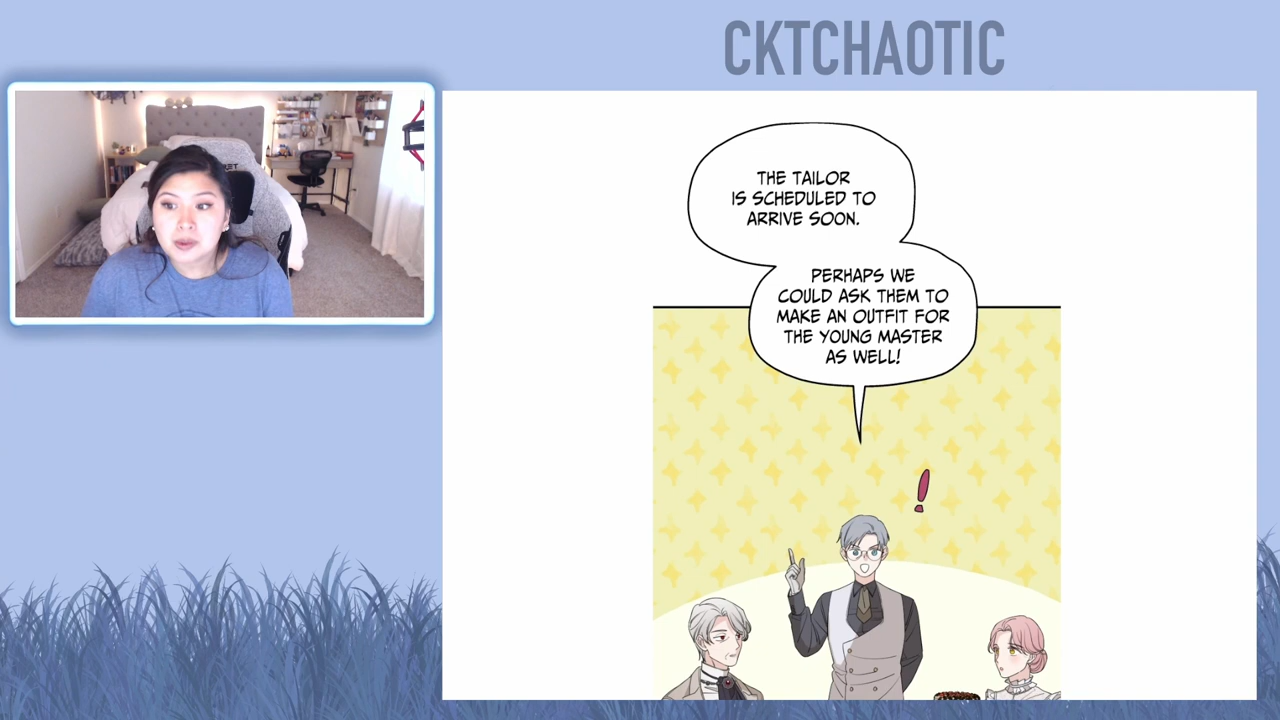 CKTCHAOTIC
THE TAILOR
IS SCHEDULED TO
ARRIVE SOON.
PERHAPS WE
COULD ASK THEM TO
MAKE AN OUTFIT FOR
THE YOUNG MASTER
AS WELL!
!